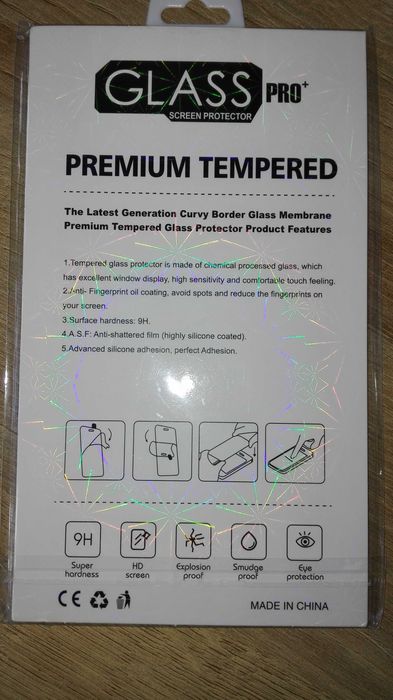 GLASS PRO+
SCREEN PROTECTOR
PREMIUM TEMPERED
The Latest Generation Curvy Border Glass Membrane
Premium Tempered Glass Protector Product Features
1.Tempered glass protector is made of chemical processed glass, which
has excellent window display, high sensitivity and comfortable touch feeling.
2.Anti- Fingerprint oil coating, avoid spots and reduce the fingerprints on
your screen.
3.Surface hardness: 9H.
4.A.S.F: Anti-shattered film (highly silicone coated).
5.Advanced silicone adhesion, perfect Adhesion.
9H
Super hardness
HD screen
Explosion proof
Smudge proof
Eye protection
CE
MADE IN CHINA